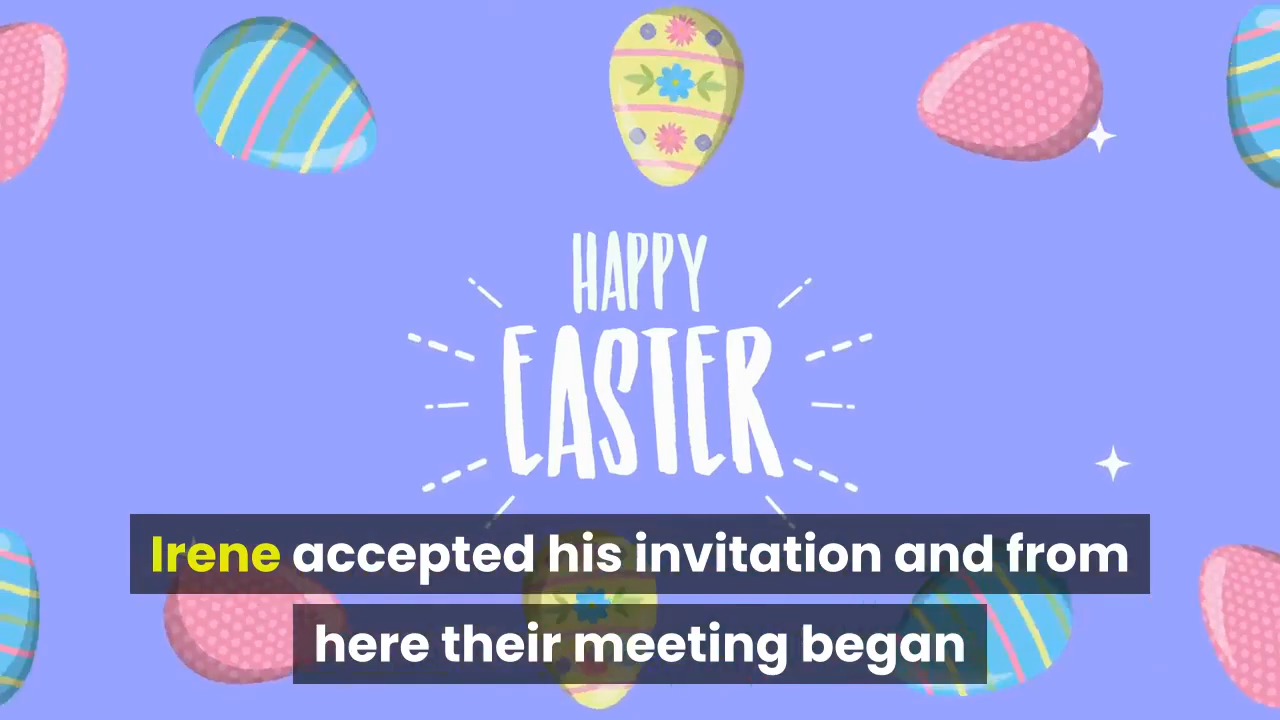 HAPPY
EASTER
Irene accepted his invitation and from
here their meeting began